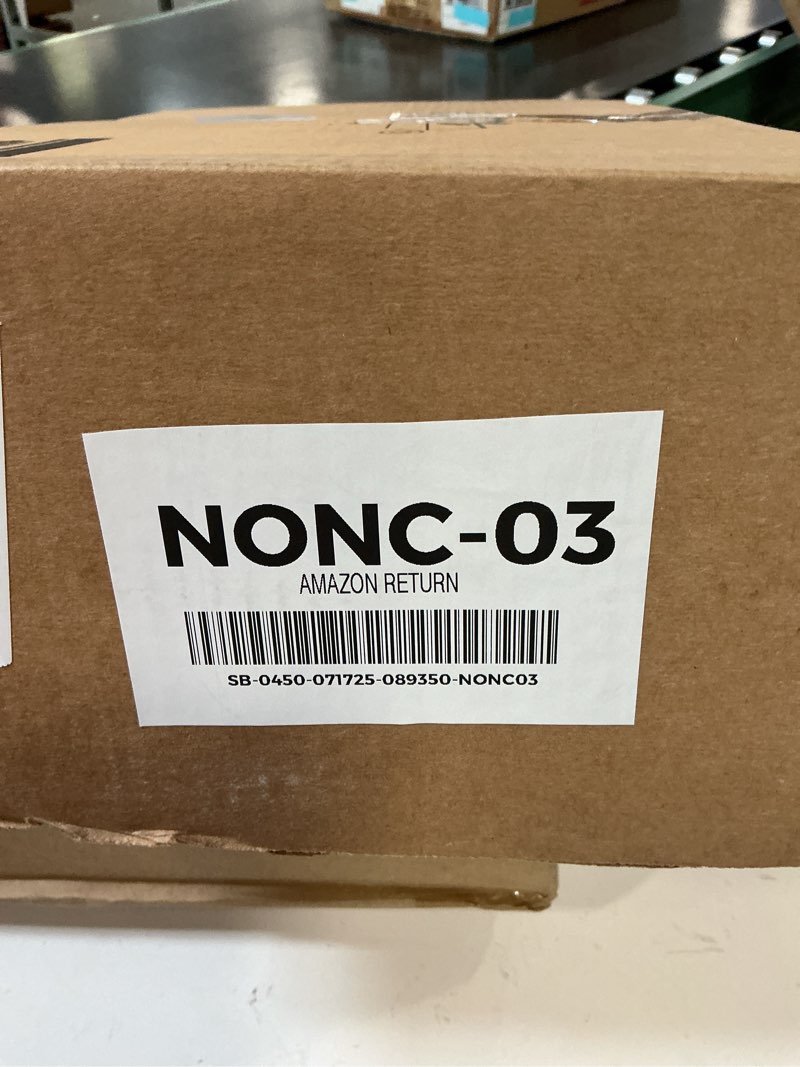 NONC-03
AMAZON RETURN
SB-0450-071725-089350-NONC03